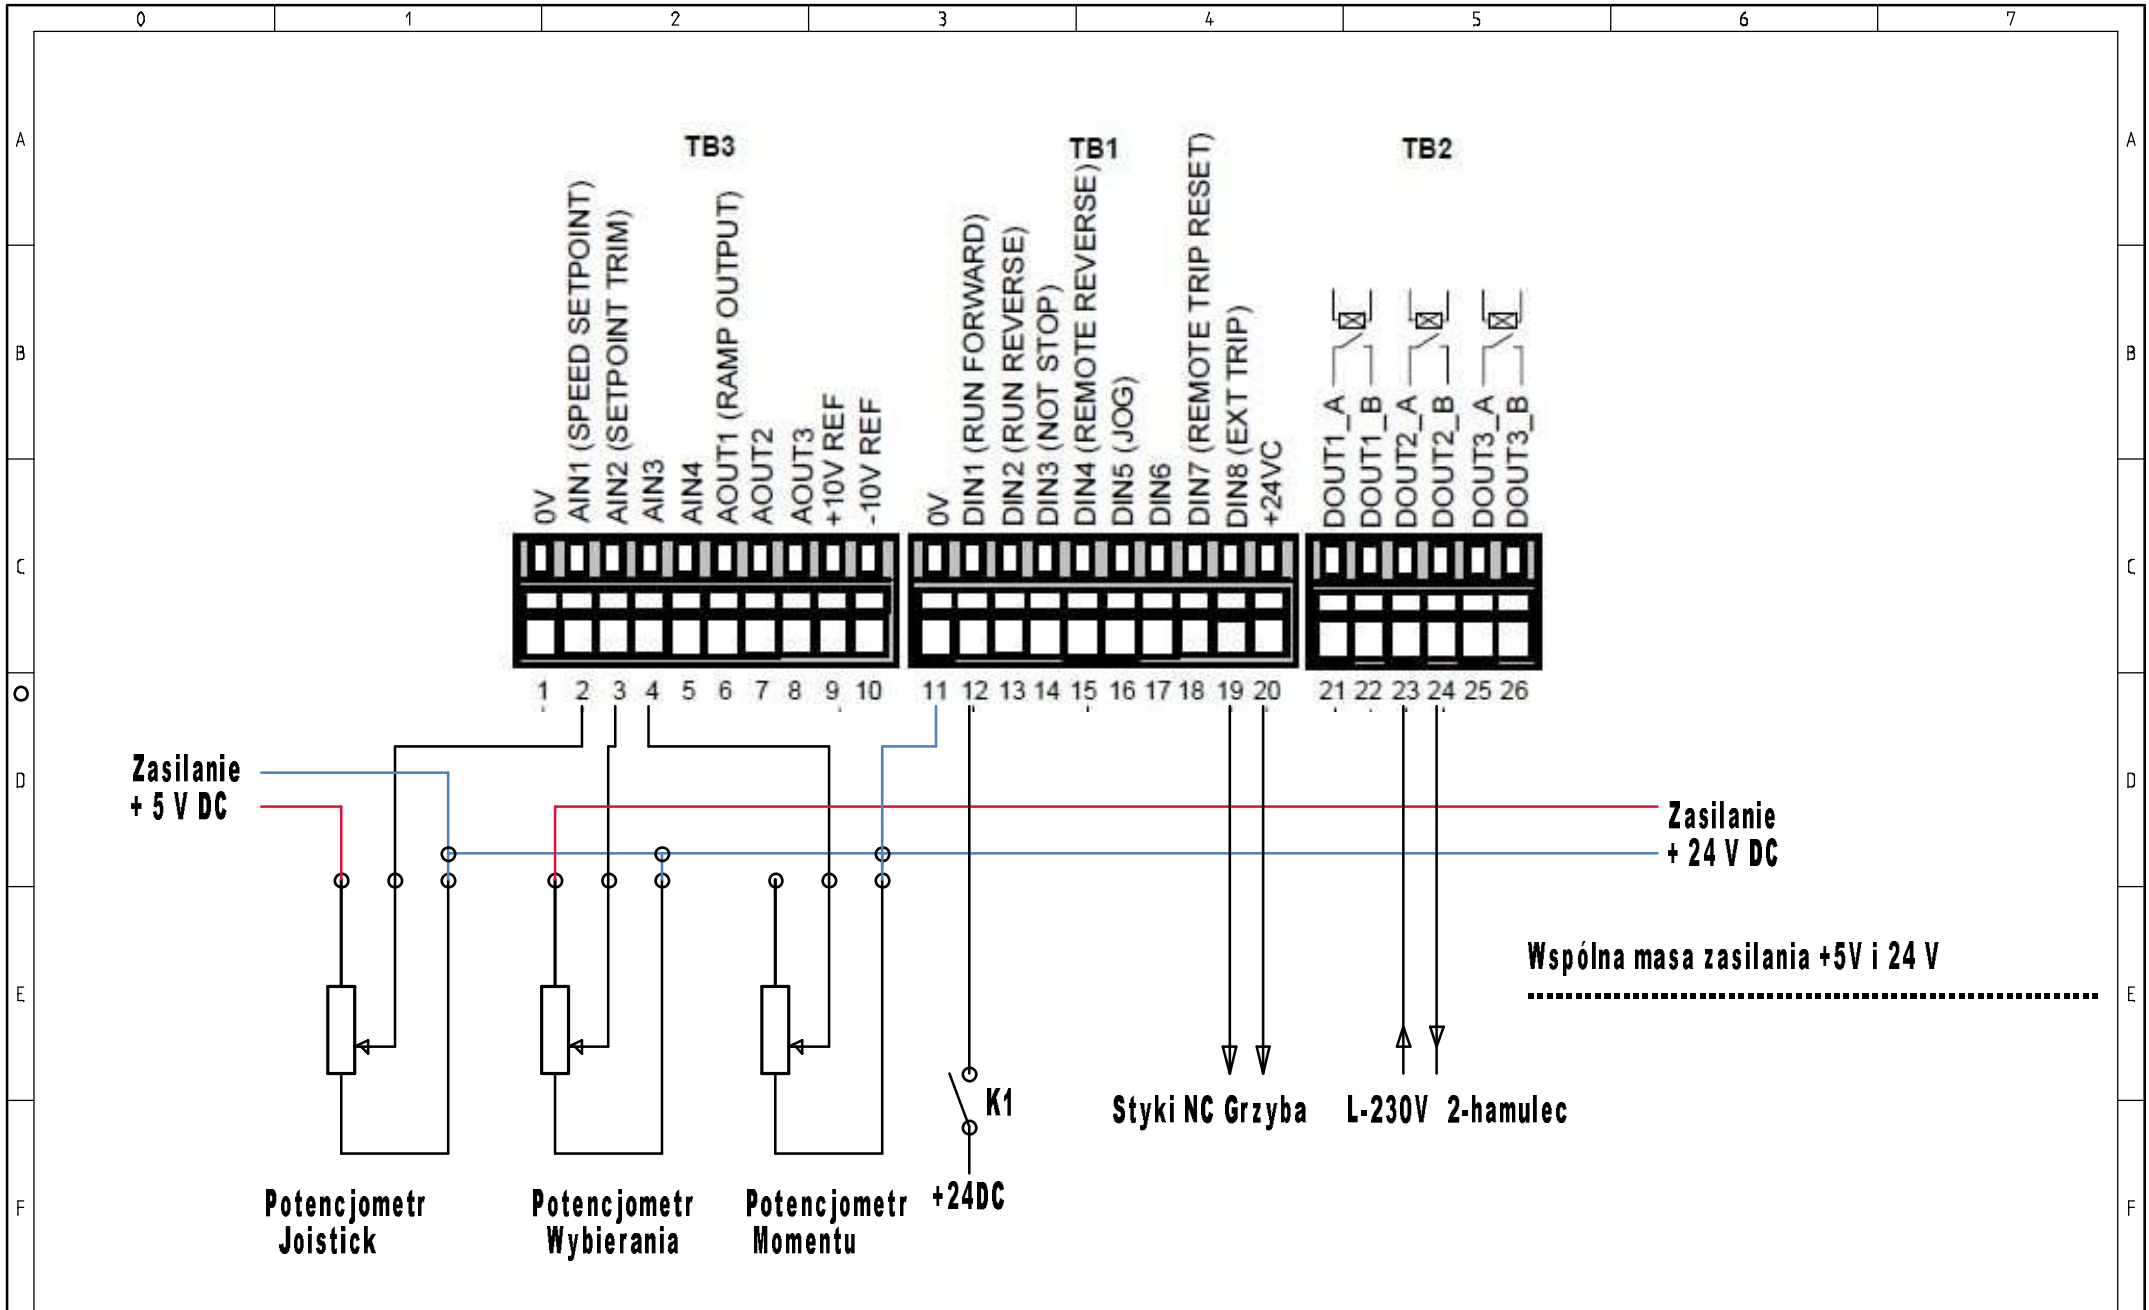 0 1 2 3 4 5 6 7
A A
B B
C C
O
D D
E E
F F
TB3
TB1
TB2
0V
AIN1 (SPEED SETPOINT)
AIN2 (SETPOINT TRIM)
AIN3
AIN4
AOUT1 (RAMP OUTPUT)
AOUT2
AOUT3
+10V REF
-10V REF
0V
DIN1 (RUN FORWARD)
DIN2 (RUN REVERSE)
DIN3 (NOT STOP)
DIN4 (REMOTE REVERSE)
DIN5 (JOG)
DIN6
DIN7 (REMOTE TRIP RESET)
DIN8 (EXT TRIP)
+24VC
DOUT1_A
DOUT1_B
DOUT2_A
DOUT2_B
DOUT3_A
DOUT3_B
1 2 3 4 5 6 7 8 9 10
11 12 13 14 15 16 17 18 19 20
21 22 23 24 25 26
Zasilanie
+ 5 V DC
Zasilanie
+ 24 V DC
Wspólna masa zasilania +5V i 24 V
K1
+24DC
Styki NC Grzyba
L-230V 2-hamulec
Potencjometr
Joistick
Potencjometr
Wybierania
Potencjometr
Momentu